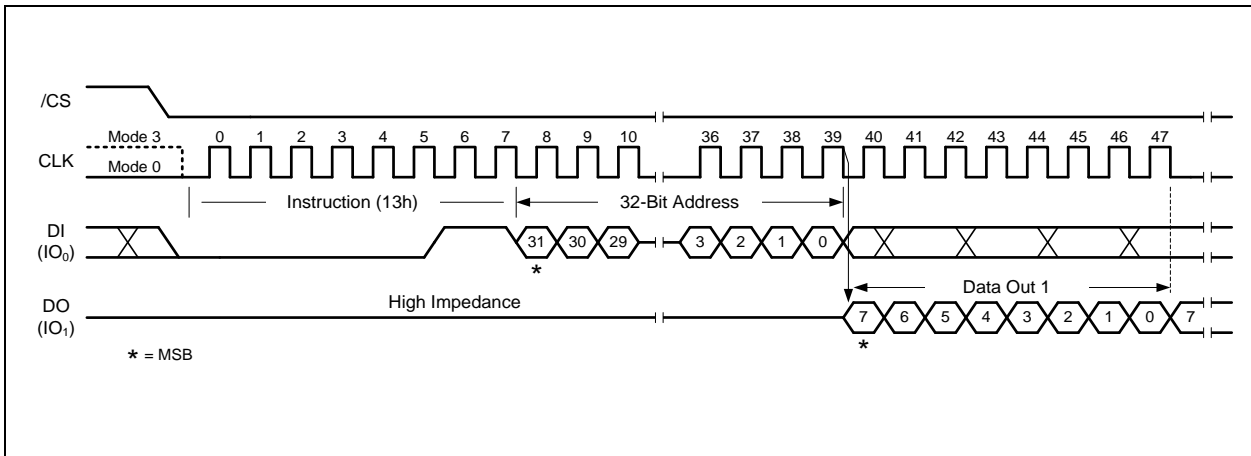 /CS
Mode 3
0 1 2 3 4 5 6 7 8 9 10 36 37 38 39 40 41 42 43 44 45 46 47
CLK
Mode 0
Instruction (13h) 32-Bit Address
DI
(IO0)
31 30 29 3 2 1 0
*
High Impedance
Data Out 1
DO
(IO1)
7 6 5 4 3 2 1 0 7
*
* = MSB